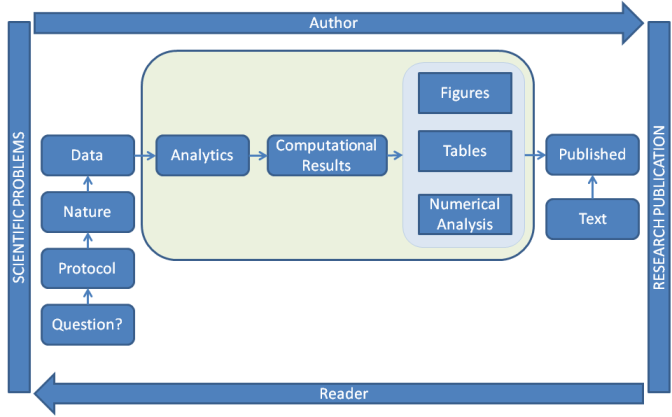 Author
SCIENTIFIC PROBLEMS
Data
Nature
Protocol
Question?
Analytics
Computational
Results
Figures
Tables
Numerical
Analysis
Published
Text
RESEARCH PUBLICATION
Reader